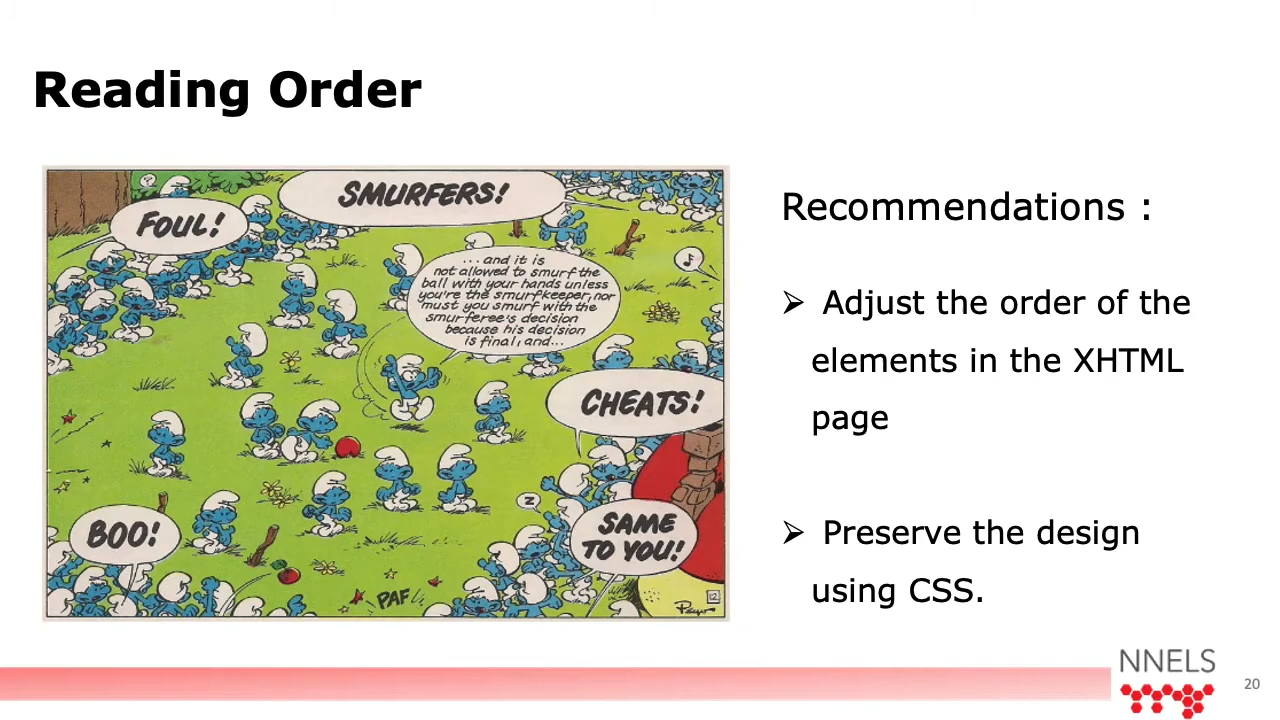 Reading Order
?
SMURFERS!
FOUL!
...and it is
not allowed to smurf the
ball with your hands unless
you're the smurfkeeper, nor
must you smurf with the
smurferee's decision
because his decision
is final, and...
CHEATS!
Z
SAME
TO YOU!
BOO!
PAF
12
Peyo
Recommendations :
➢ Adjust the order of the
elements in the XHTML
page
➢ Preserve the design
using CSS.
NNELS
20